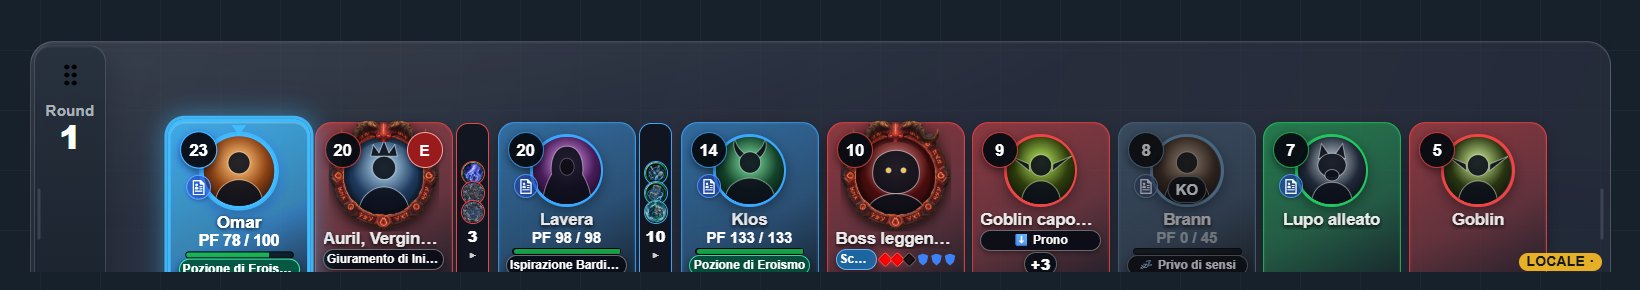 Round
1
23
Omar
PF 78 / 100
Pozione di Erois...
20
E
Auril, Vergin...
Giuramento di Ini...
3
20
Lavera
PF 98 / 98
Ispirazione Bardi...
10
14
Klos
PF 133 / 133
Pozione di Eroismo
10
Boss leggen...
Sc...
9
Goblin capo...
Prono
+3
8
KO
Brann
PF 0 / 45
Privo di sensi
7
Lupo alleato
5
Goblin
LOCALE ·